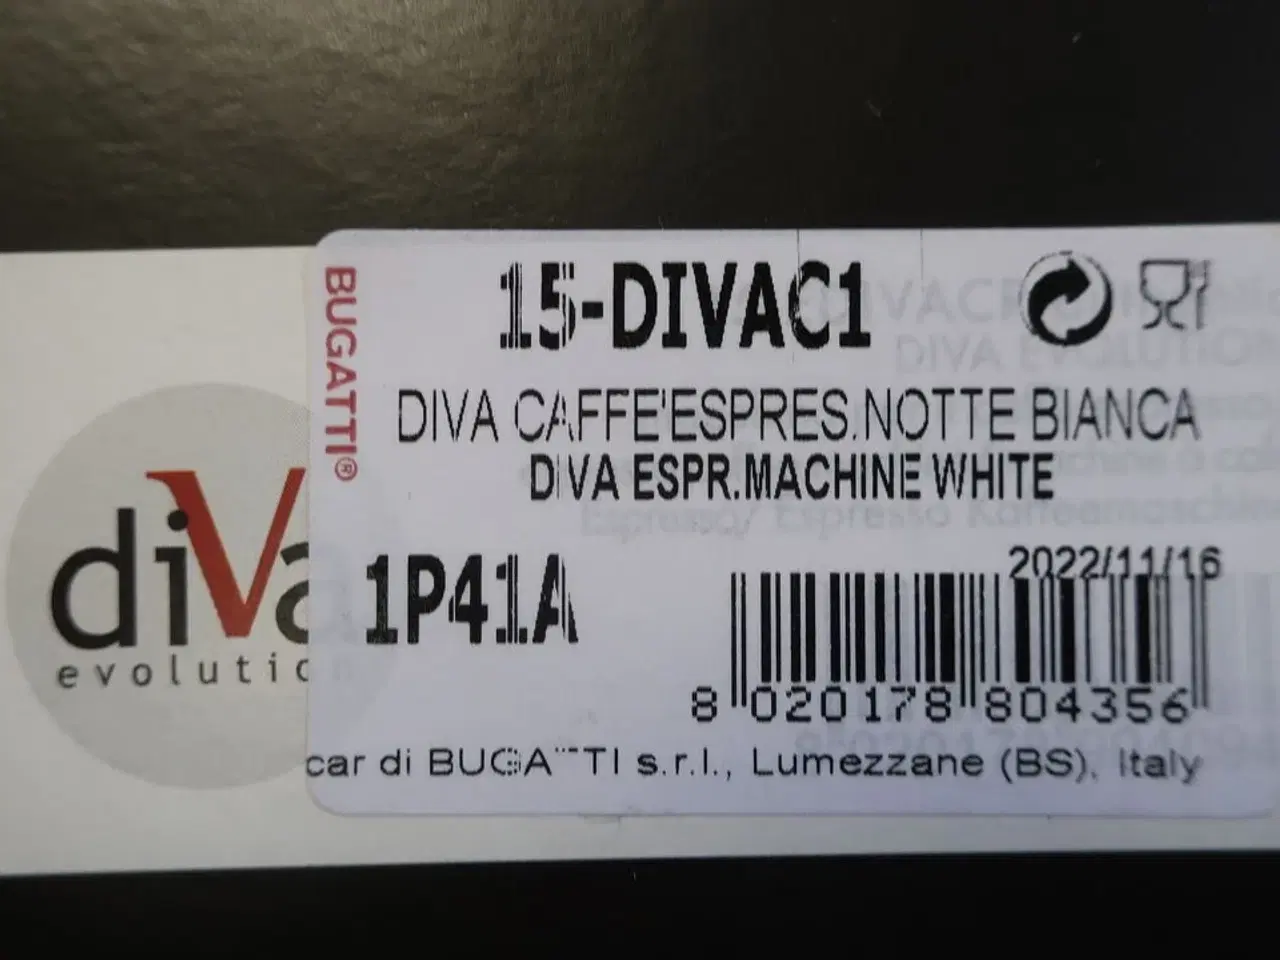 BUGATTI®
15-DIVAC1
DIVA CAFFE'ESPRES.NOTTE BIANCA
DIVA ESPR.MACHINE WHITE
diva
evolution
1P41A
2022/11/16
8 020178 804356
car di BUGATTI s.r.l., Lumezzane (BS), Italy